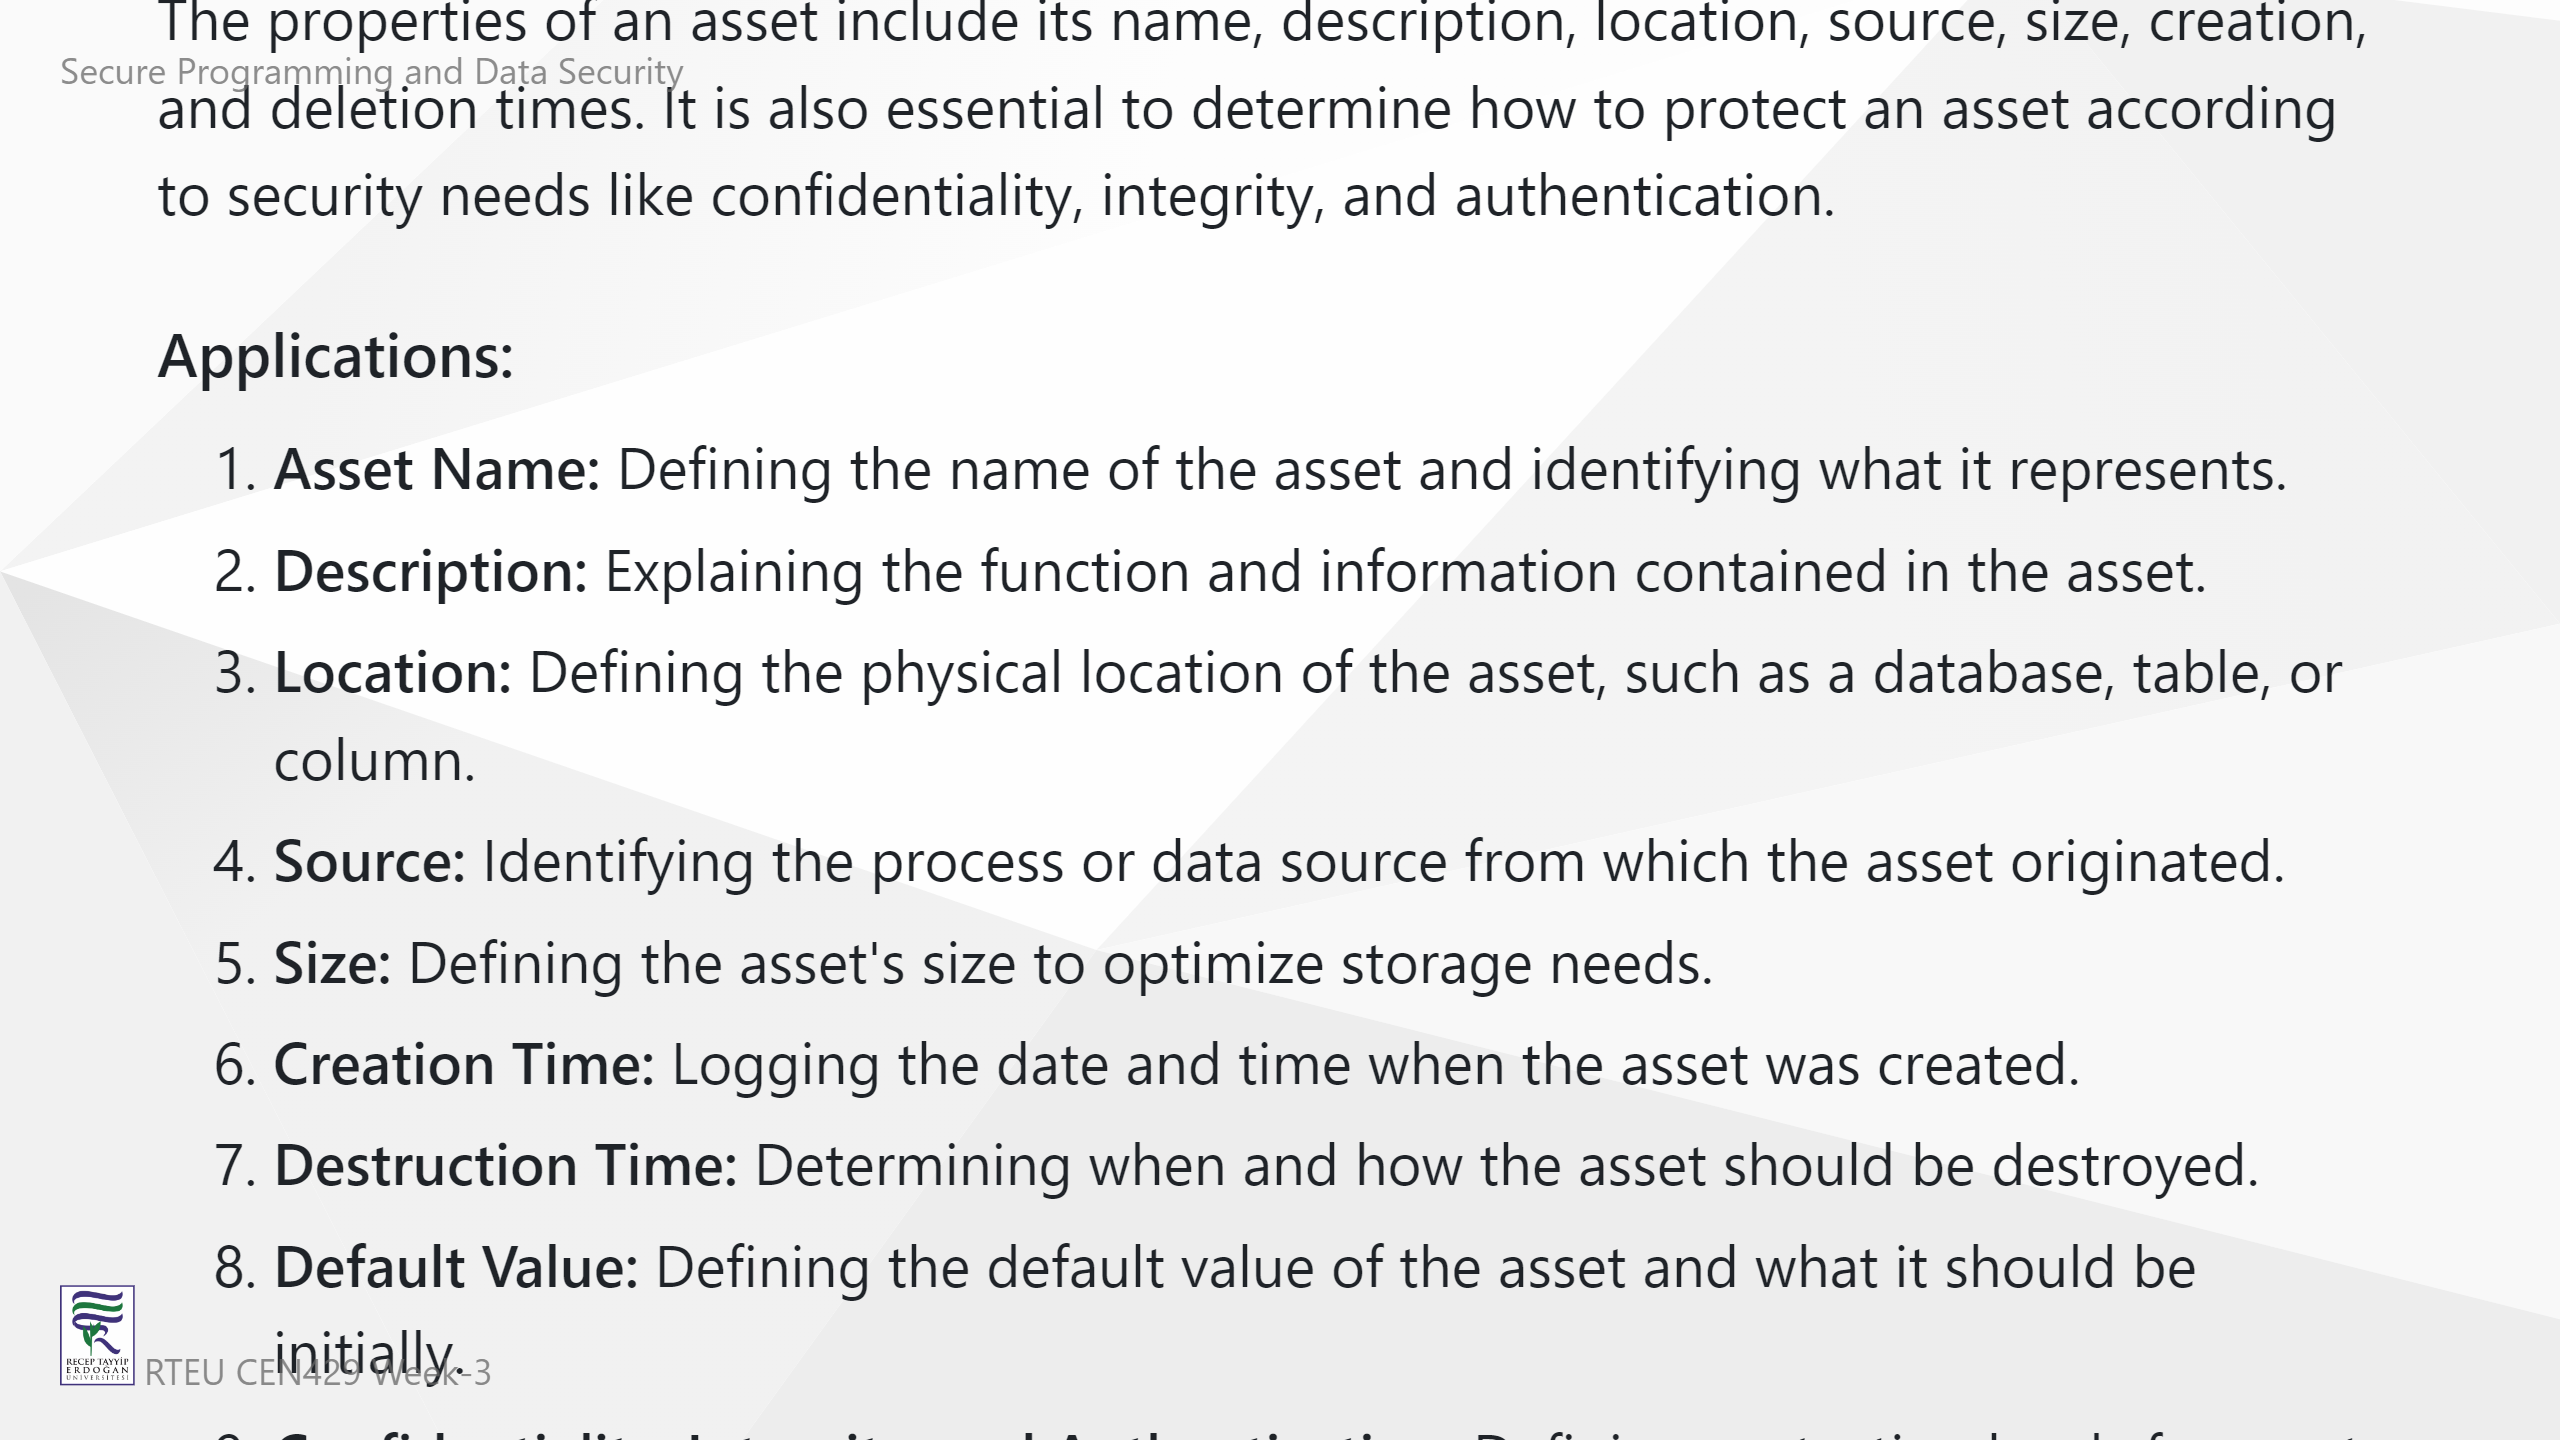 The properties of an asset include its name, description, location, source, size, creation,
Secure Programming and Data Security
and deletion times. It is also essential to determine how to protect an asset according
to security needs like confidentiality, integrity, and authentication.
Applications:
1. Asset Name: Defining the name of the asset and identifying what it represents.
2. Description: Explaining the function and information contained in the asset.
3. Location: Defining the physical location of the asset, such as a database, table, or
column.
4. Source: Identifying the process or data source from which the asset originated.
5. Size: Defining the asset's size to optimize storage needs.
6. Creation Time: Logging the date and time when the asset was created.
7. Destruction Time: Determining when and how the asset should be destroyed.
8. Default Value: Defining the default value of the asset and what it should be
initially.
RECEP TAYYİP
ERDOĞAN
ÜNİVERSİTESİ
RTEU CEN429 Week-3